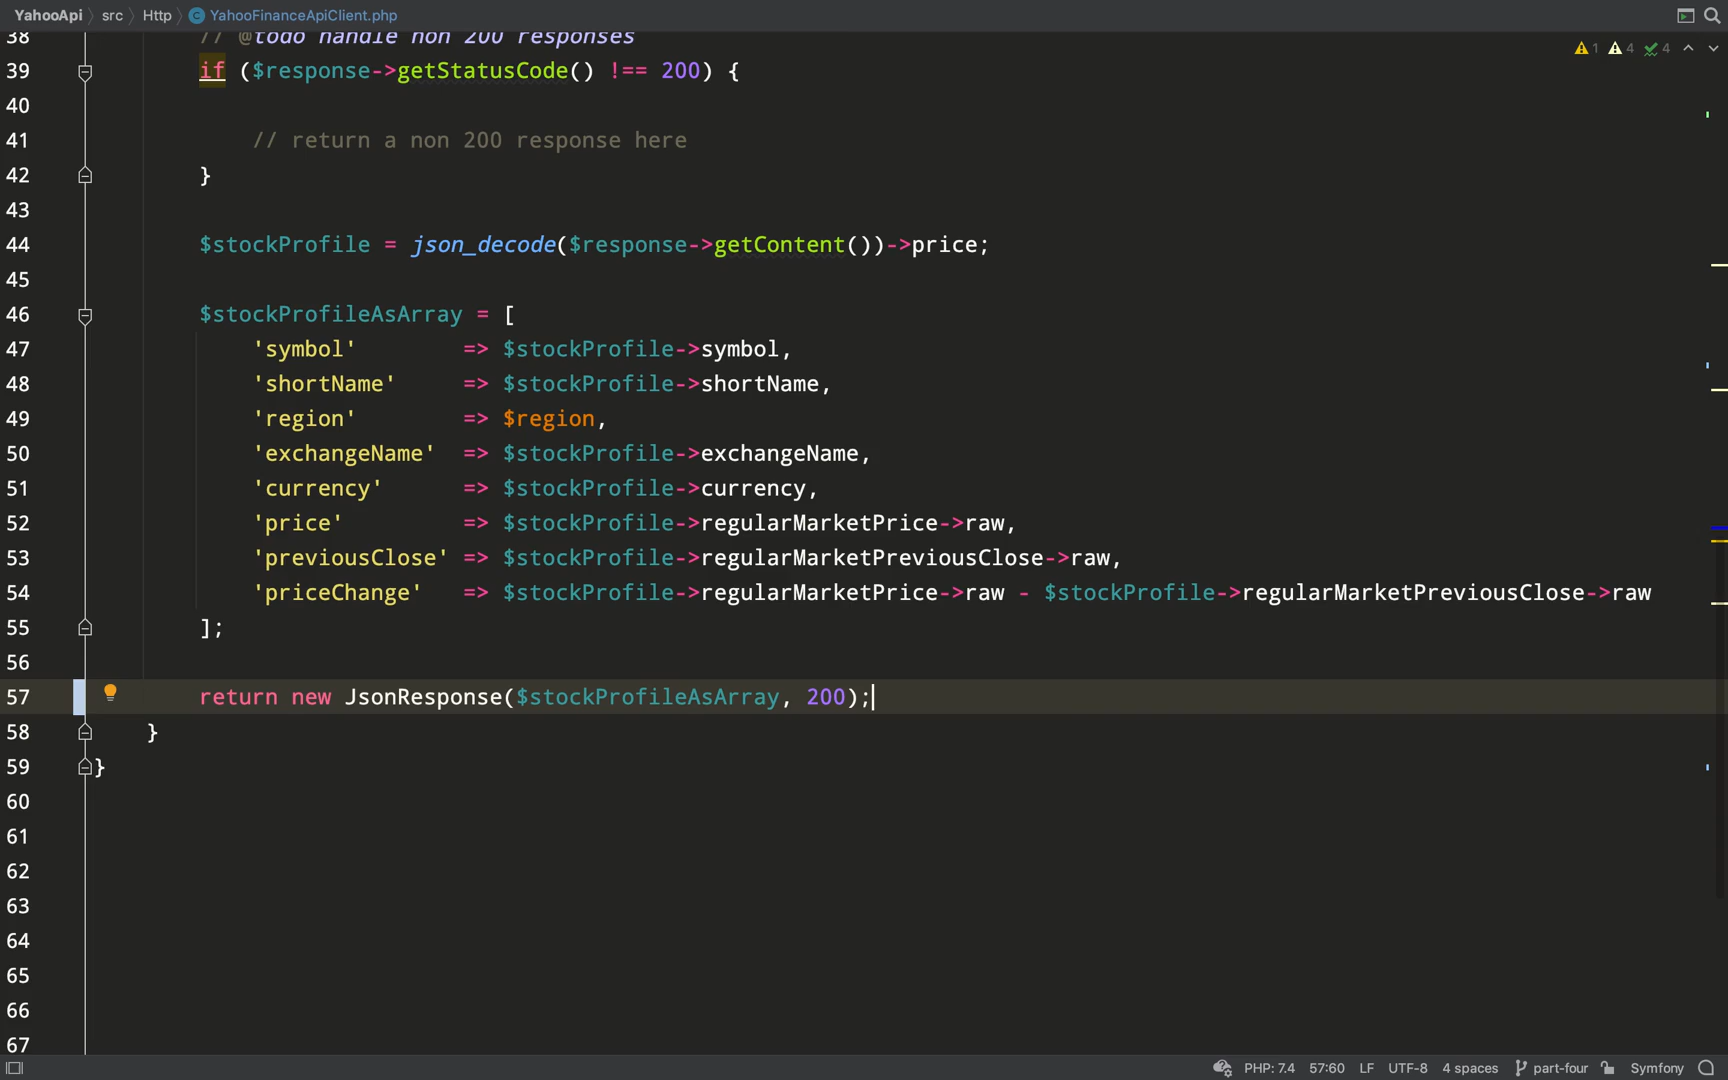 YahooApi src Http YahooFinanceApiClient.php
1 4 4
38 // @todo handle non 200 responses
39 if ($response->getStatusCode() !== 200) {
40
41 // return a non 200 response here
42 }
43
44 $stockProfile = json_decode($response->getContent())->price;
45
46 $stockProfileAsArray = [
47 'symbol' => $stockProfile->symbol,
48 'shortName' => $stockProfile->shortName,
49 'region' => $region,
50 'exchangeName' => $stockProfile->exchangeName,
51 'currency' => $stockProfile->currency,
52 'price' => $stockProfile->regularMarketPrice->raw,
53 'previousClose' => $stockProfile->regularMarketPreviousClose->raw,
54 'priceChange' => $stockProfile->regularMarketPrice->raw - $stockProfile->regularMarketPreviousClose->raw
55 ];
56
57 return new JsonResponse($stockProfileAsArray, 200);
58 }
59 }
60
61
62
63
64
65
66
67
PHP: 7.4 57:60 LF UTF-8 4 spaces part-four Symfony